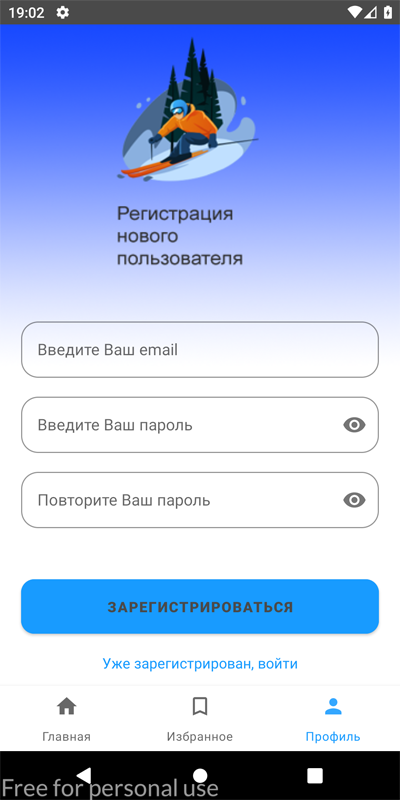 19:02
Регистрация
нового
пользователя
Введите Ваш email
Введите Ваш пароль
Повторите Ваш пароль
ЗАРЕГИСТРИРОВАТЬСЯ
Уже зарегистрирован, войти
Главная
Избранное
Профиль
Free for personal use